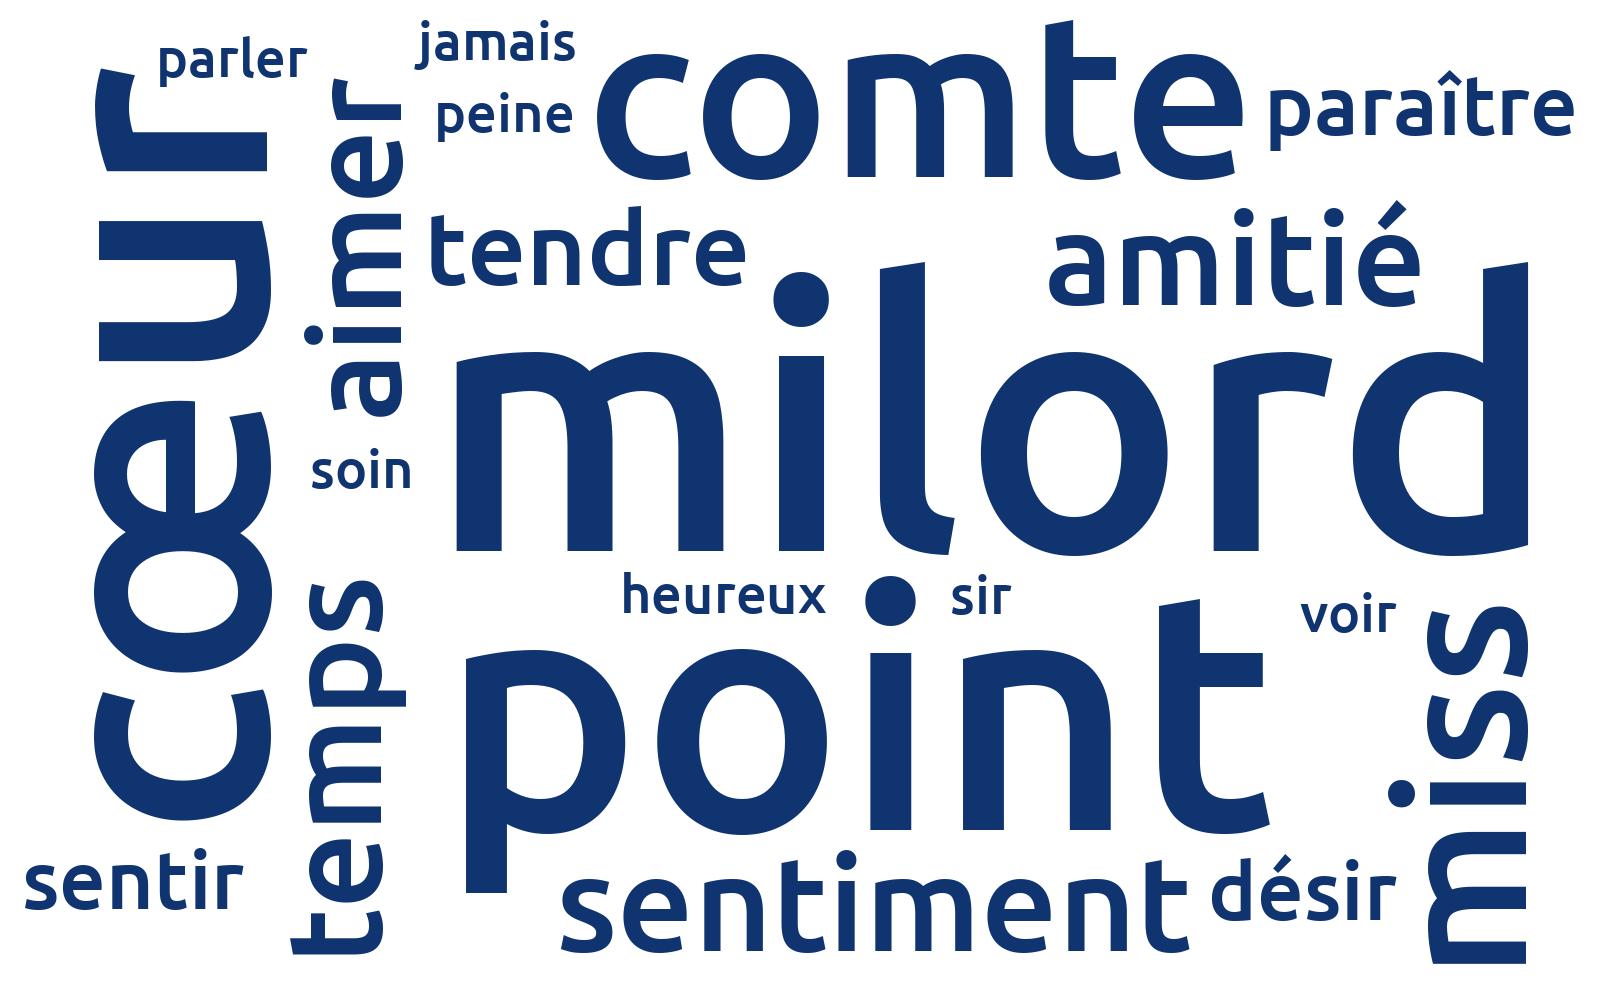 parler
jamais
comte
peine
paraître
cœur
aimer
tendre
amitié
milord
soin
heureux
sir
voir
temps
point
miss
sentir
sentiment
désir